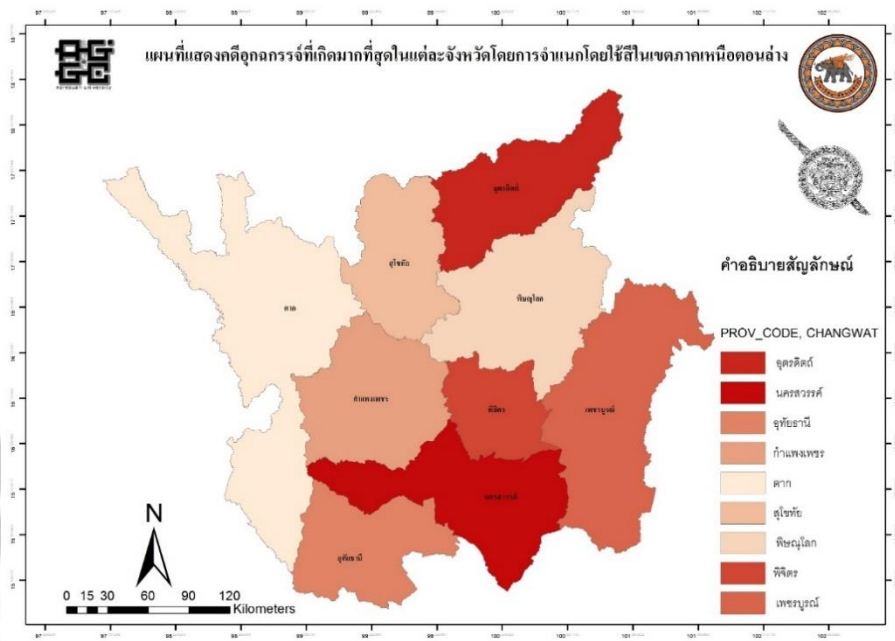 แผนที่แสดงคดีอุกฉกรรจ์ที่เกิดมากที่สุดในแต่ละจังหวัดโดยการจำแนกโดยใช้สีในเขตภาคเหนือตอนล่าง
อุตรดิตถ์
สุโขทัย
ตาก
พิษณุโลก
กำแพงเพชร
พิจิตร
เพชรบูรณ์
นครสวรรค์
อุทัยธานี
คำอธิบายสัญลักษณ์
PROV_CODE, CHANGWAT
อุตรดิตถ์
นครสวรรค์
อุทัยธานี
กำแพงเพชร
ตาก
สุโขทัย
พิษณุโลก
พิจิตร
เพชรบูรณ์
N
0 15 30 60 90 120
Kilometers